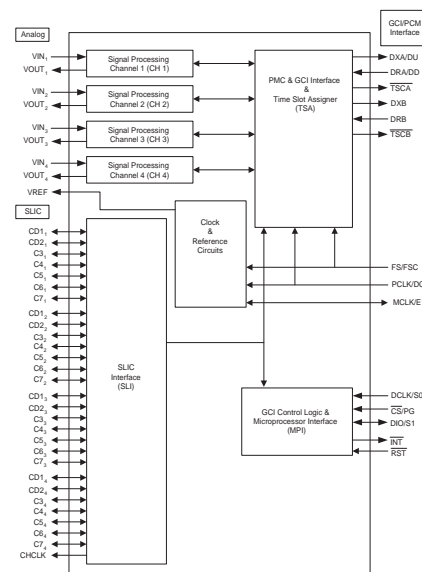 Analog
GCI/PCM
Interface
VIN1
VOUT1
Signal Processing
Channel 1 (CH 1)
VIN2
VOUT2
Signal Processing
Channel 2 (CH 2)
VIN3
VOUT3
Signal Processing
Channel 3 (CH 3)
VIN4
VOUT4
Signal Processing
Channel 4 (CH 4)
VREF
PMC & GCI Interface
&
Time Slot Assigner
(TSA)
DXA/DU
DRA/DD
TSCA
DXB
DRB
TSCB
SLIC
Clock
&
Reference
Circuits
FS/FSC
PCLK/DC
MCLK/E
CD11
CD21
C31
C41
C51
C61
C71
CD12
CD22
C32
C42
C52
C62
C72
CD13
CD23
C33
C43
C53
C63
C73
CD14
CD24
C34
C44
C54
C64
C74
CHCLK
SLIC
Interface
(SLI)
GCI Control Logic &
Microprocessor Interface
(MPI)
DCLK/S0
CS/PG
DIO/S1
INT
RST